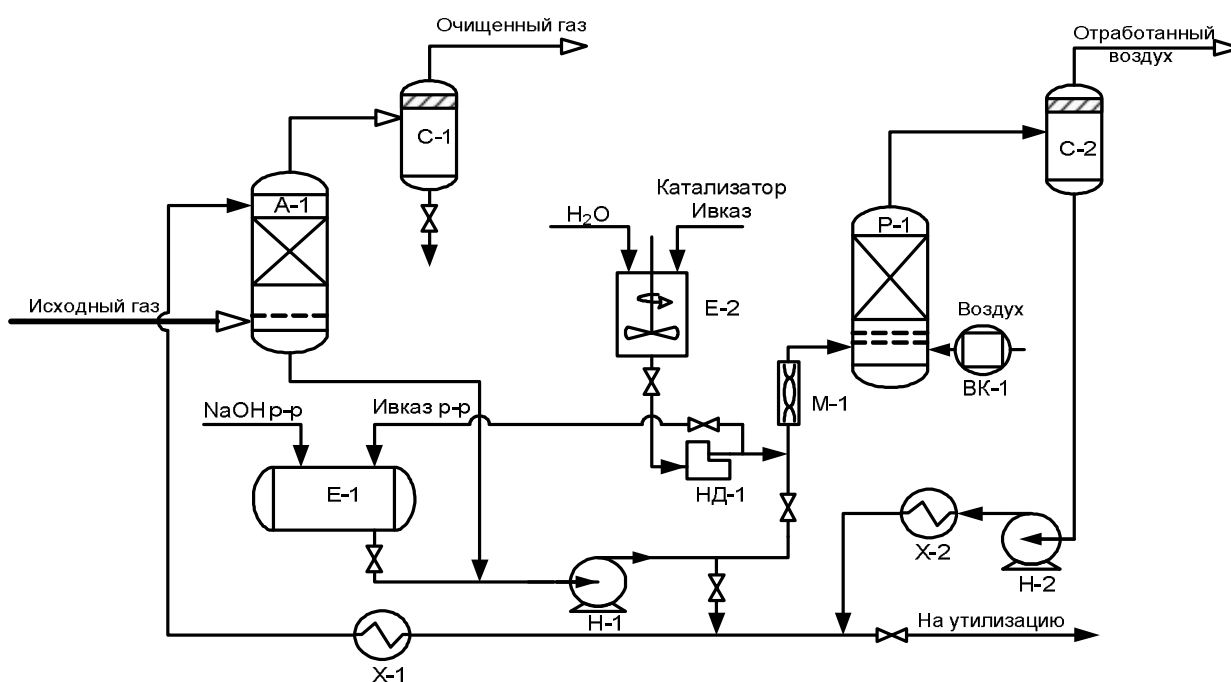 Очищенный газ
Отработанный
воздух
С-1
С-2
А-1
Катализатор
Ивказ
H₂O
Р-1
Исходный газ
Е-2
Воздух
ВК-1
М-1
NaOH р-р
Ивказ р-р
Е-1
НД-1
Х-2
Н-2
Н-1
На утилизацию
Х-1